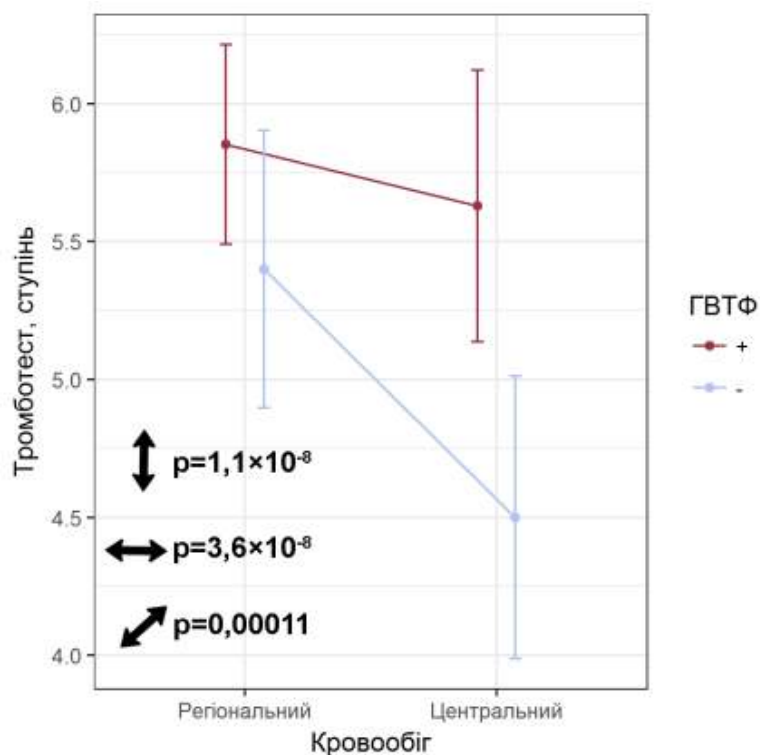 6.0
5.5
5.0
4.5
4.0
Тромботест, ступінь
p=1,1×10⁻⁸
p=3,6×10⁻⁸
p=0,00011
Регіональний
Центральний
Кровообіг
ГВТФ
+
-